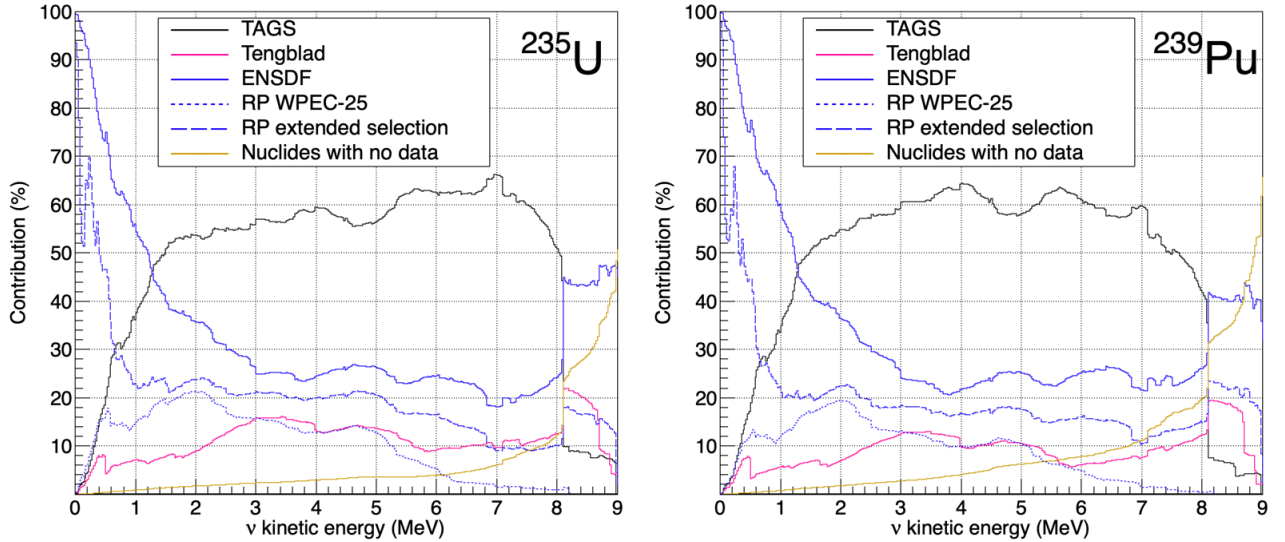 100
90
80
70
60
50
40
30
20
10
Contribution (%)
TAGS
Tengblad
ENSDF
RP WPEC-25
RP extended selection
Nuclides with no data
235U
0 1 2 3 4 5 6 7 8 9
ν kinetic energy (MeV)
100
90
80
70
60
50
40
30
20
10
Contribution (%)
TAGS
Tengblad
ENSDF
RP WPEC-25
RP extended selection
Nuclides with no data
239Pu
0 1 2 3 4 5 6 7 8 9
ν kinetic energy (MeV)